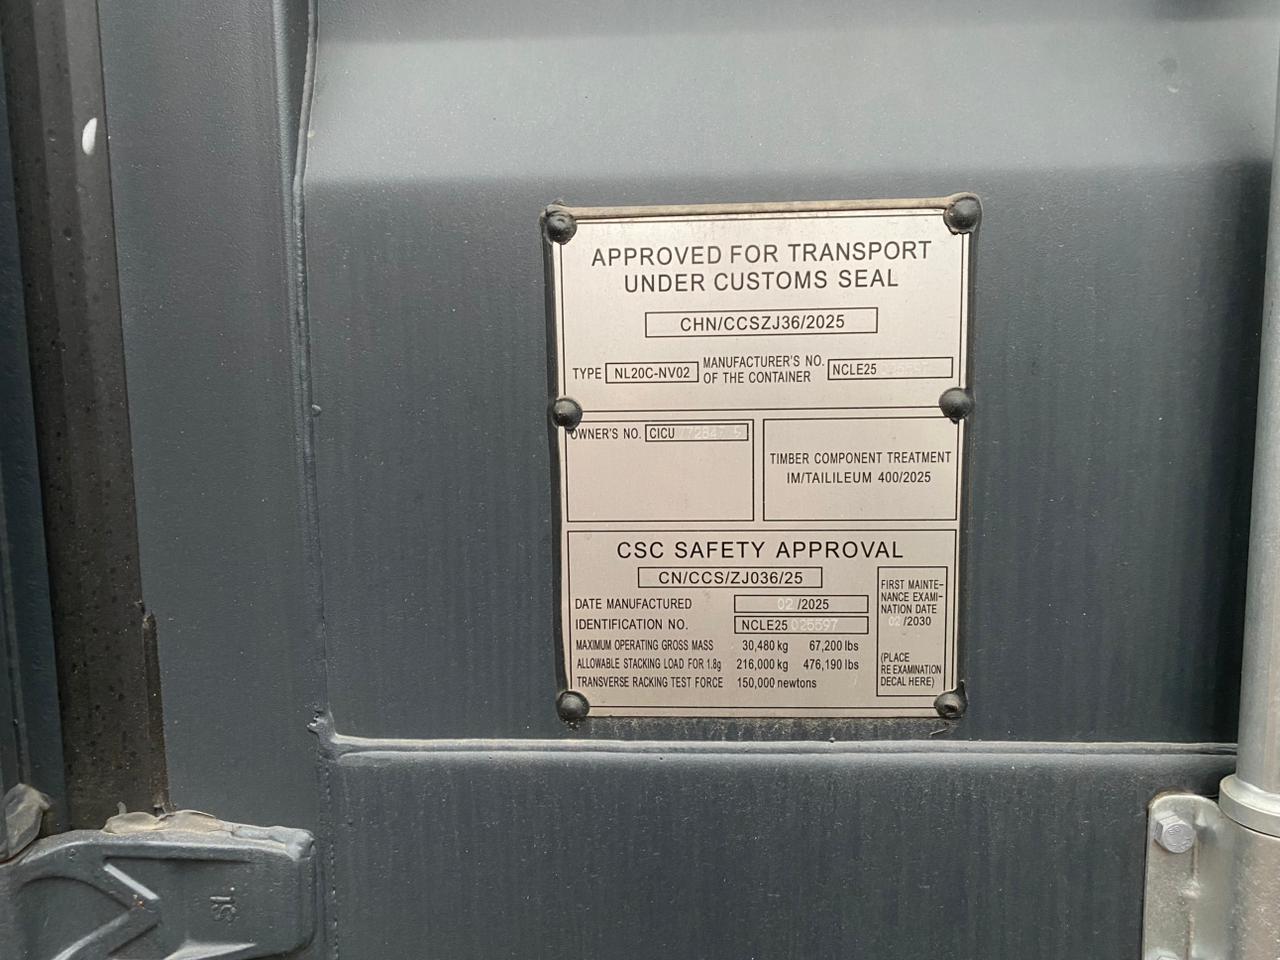 APPROVED FOR TRANSPORT
UNDER CUSTOMS SEAL
CHN/CCSZJ36/2025
TYPE NL20C-NV02 MANUFACTURER'S NO. OF THE CONTAINER NCLE25
OWNER'S NO. CICU
TIMBER COMPONENT TREATMENT
IM/TAILILEUM 400/2025
CSC SAFETY APPROVAL
CN/CCS/ZJ036/25
DATE MANUFACTURED 02/2025
IDENTIFICATION NO. NCLE25 025597
MAXIMUM OPERATING GROSS MASS 30,480 kg 67,200 lbs
ALLOWABLE STACKING LOAD FOR 1.8g 216,000 kg 476,190 lbs
TRANSVERSE RACKING TEST FORCE 150,000 newtons
FIRST MAINTE-
NANCE EXAMI-
NATION DATE
02/2030
(PLACE
RE EXAMINATION
DECAL HERE)
SL